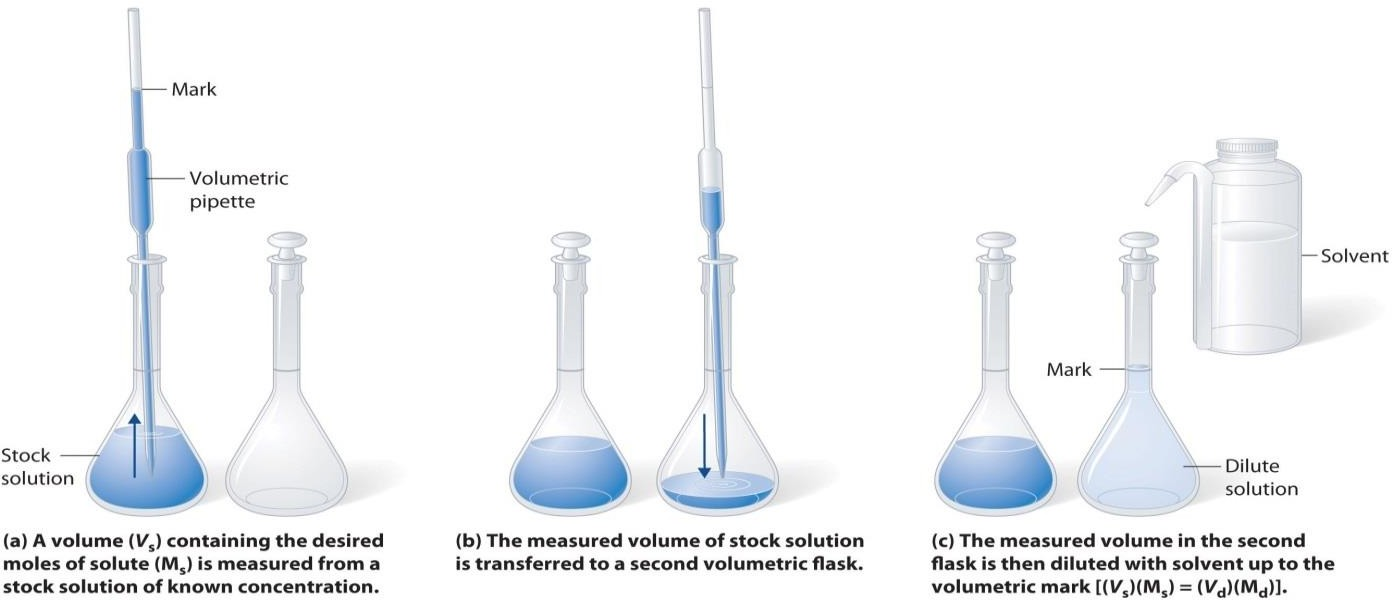 Mark
Volumetric
pipette
Stock
solution
Solvent
Mark
Dilute
solution
(a) A volume (Vs) containing the desired
moles of solute (Ms) is measured from a
stock solution of known concentration.
(b) The measured volume of stock solution
is transferred to a second volumetric flask.
(c) The measured volume in the second
flask is then diluted with solvent up to the
volumetric mark [(Vs)(Ms) = (Vd)(Md)].